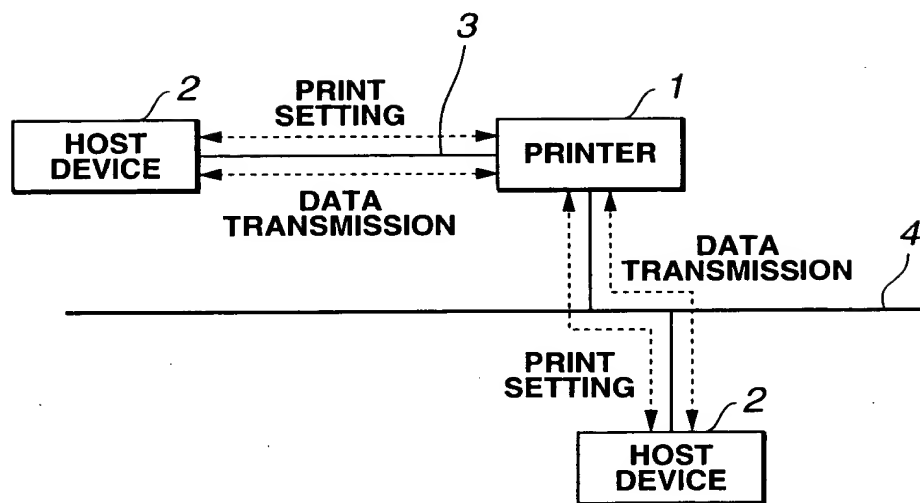 3
2
PRINT
SETTING
1
HOST
DEVICE
PRINTER
DATA
TRANSMISSION
DATA
TRANSMISSION
4
PRINT
SETTING
2
HOST
DEVICE